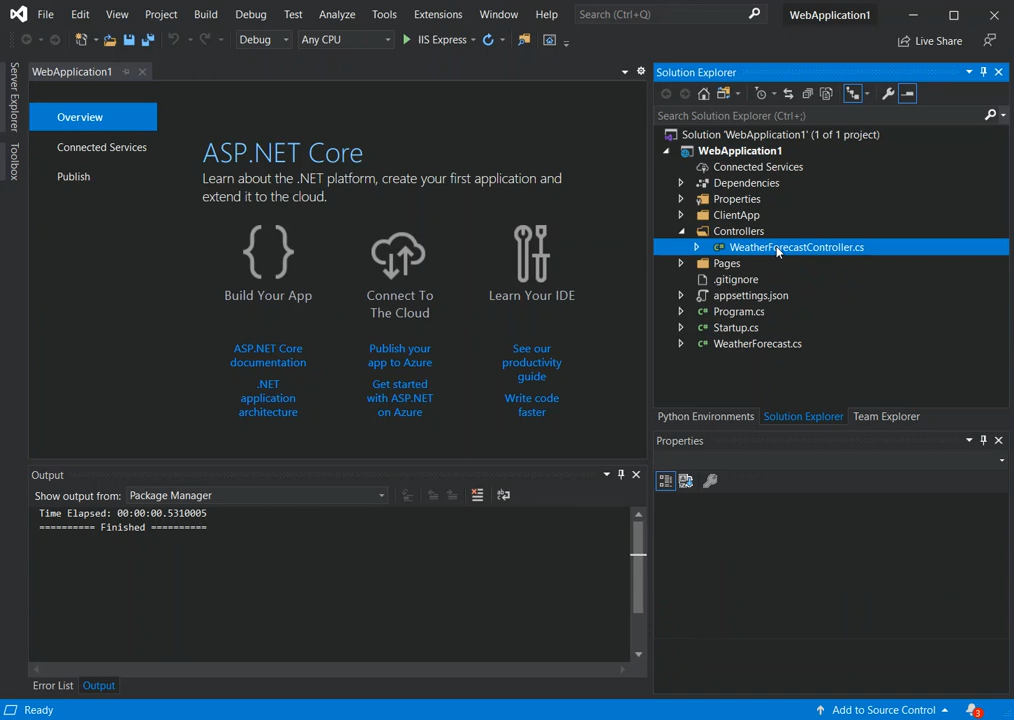 File Edit View Project Build Debug Test Analyze Tools Extensions Window Help Search (Ctrl+Q) WebApplication1
Debug Any CPU IIS Express Live Share
Server Explorer
Toolbox
WebApplication1
Overview
Connected Services
Publish
ASP.NET Core
Learn about the .NET platform, create your first application and
extend it to the cloud.
Build Your App
Connect To
The Cloud
Learn Your IDE
ASP.NET Core
documentation
.NET
application
architecture
Publish your
app to Azure
Get started
with ASP.NET
on Azure
See our
productivity
guide
Write code
faster
Solution Explorer
Search Solution Explorer (Ctrl+;)
Solution 'WebApplication1' (1 of 1 project)
WebApplication1
Connected Services
Dependencies
Properties
ClientApp
Controllers
C# WeatherForecastController.cs
Pages
.gitignore
appsettings.json
C# Program.cs
C# Startup.cs
C# WeatherForecast.cs
Python Environments Solution Explorer Team Explorer
Properties
Output
Show output from: Package Manager
Time Elapsed: 00:00:00.5310005
========== Finished ==========
Error List Output
Ready Add to Source Control 3